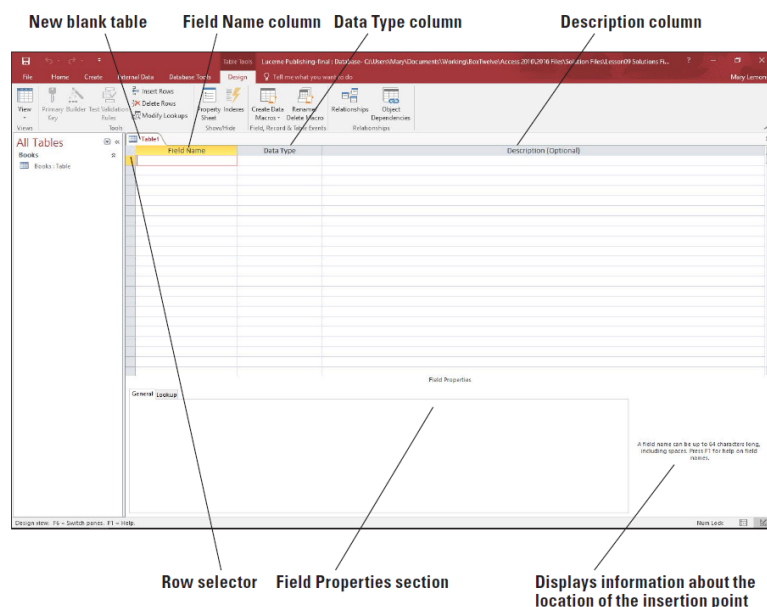 New blank table Field Name column Data Type column Description column
Table Tools Lucerne Publishing-final : Database- C:\Users\Mary\Documents\Working\BoxTwelve\Access 2016\2016 Files\Solution Files\Lesson09 Solutions Fi... ?
File Home Create External Data Database Tools Design Tell me what you want to do Mary Lemons
Insert Rows
View Primary Builder Test Validation Delete Rows Property Indexes Create Data Rename/ Relationships Object
Key Rules Modify Lookups Sheet Macros Delete Macro Dependencies
Views Tools Show/Hide Field, Record & Table Events Relationships
All Tables Table1
Field Name Data Type Description (Optional)
Books
Books : Table
1
Field Properties
General Lookup
A field name can be up to 64 characters long,
including spaces. Press F1 for help on field
names.
Design view. F6 = Switch panes. F1 = Help. Num Lock
Row selector Field Properties section Displays information about the
location of the insertion point